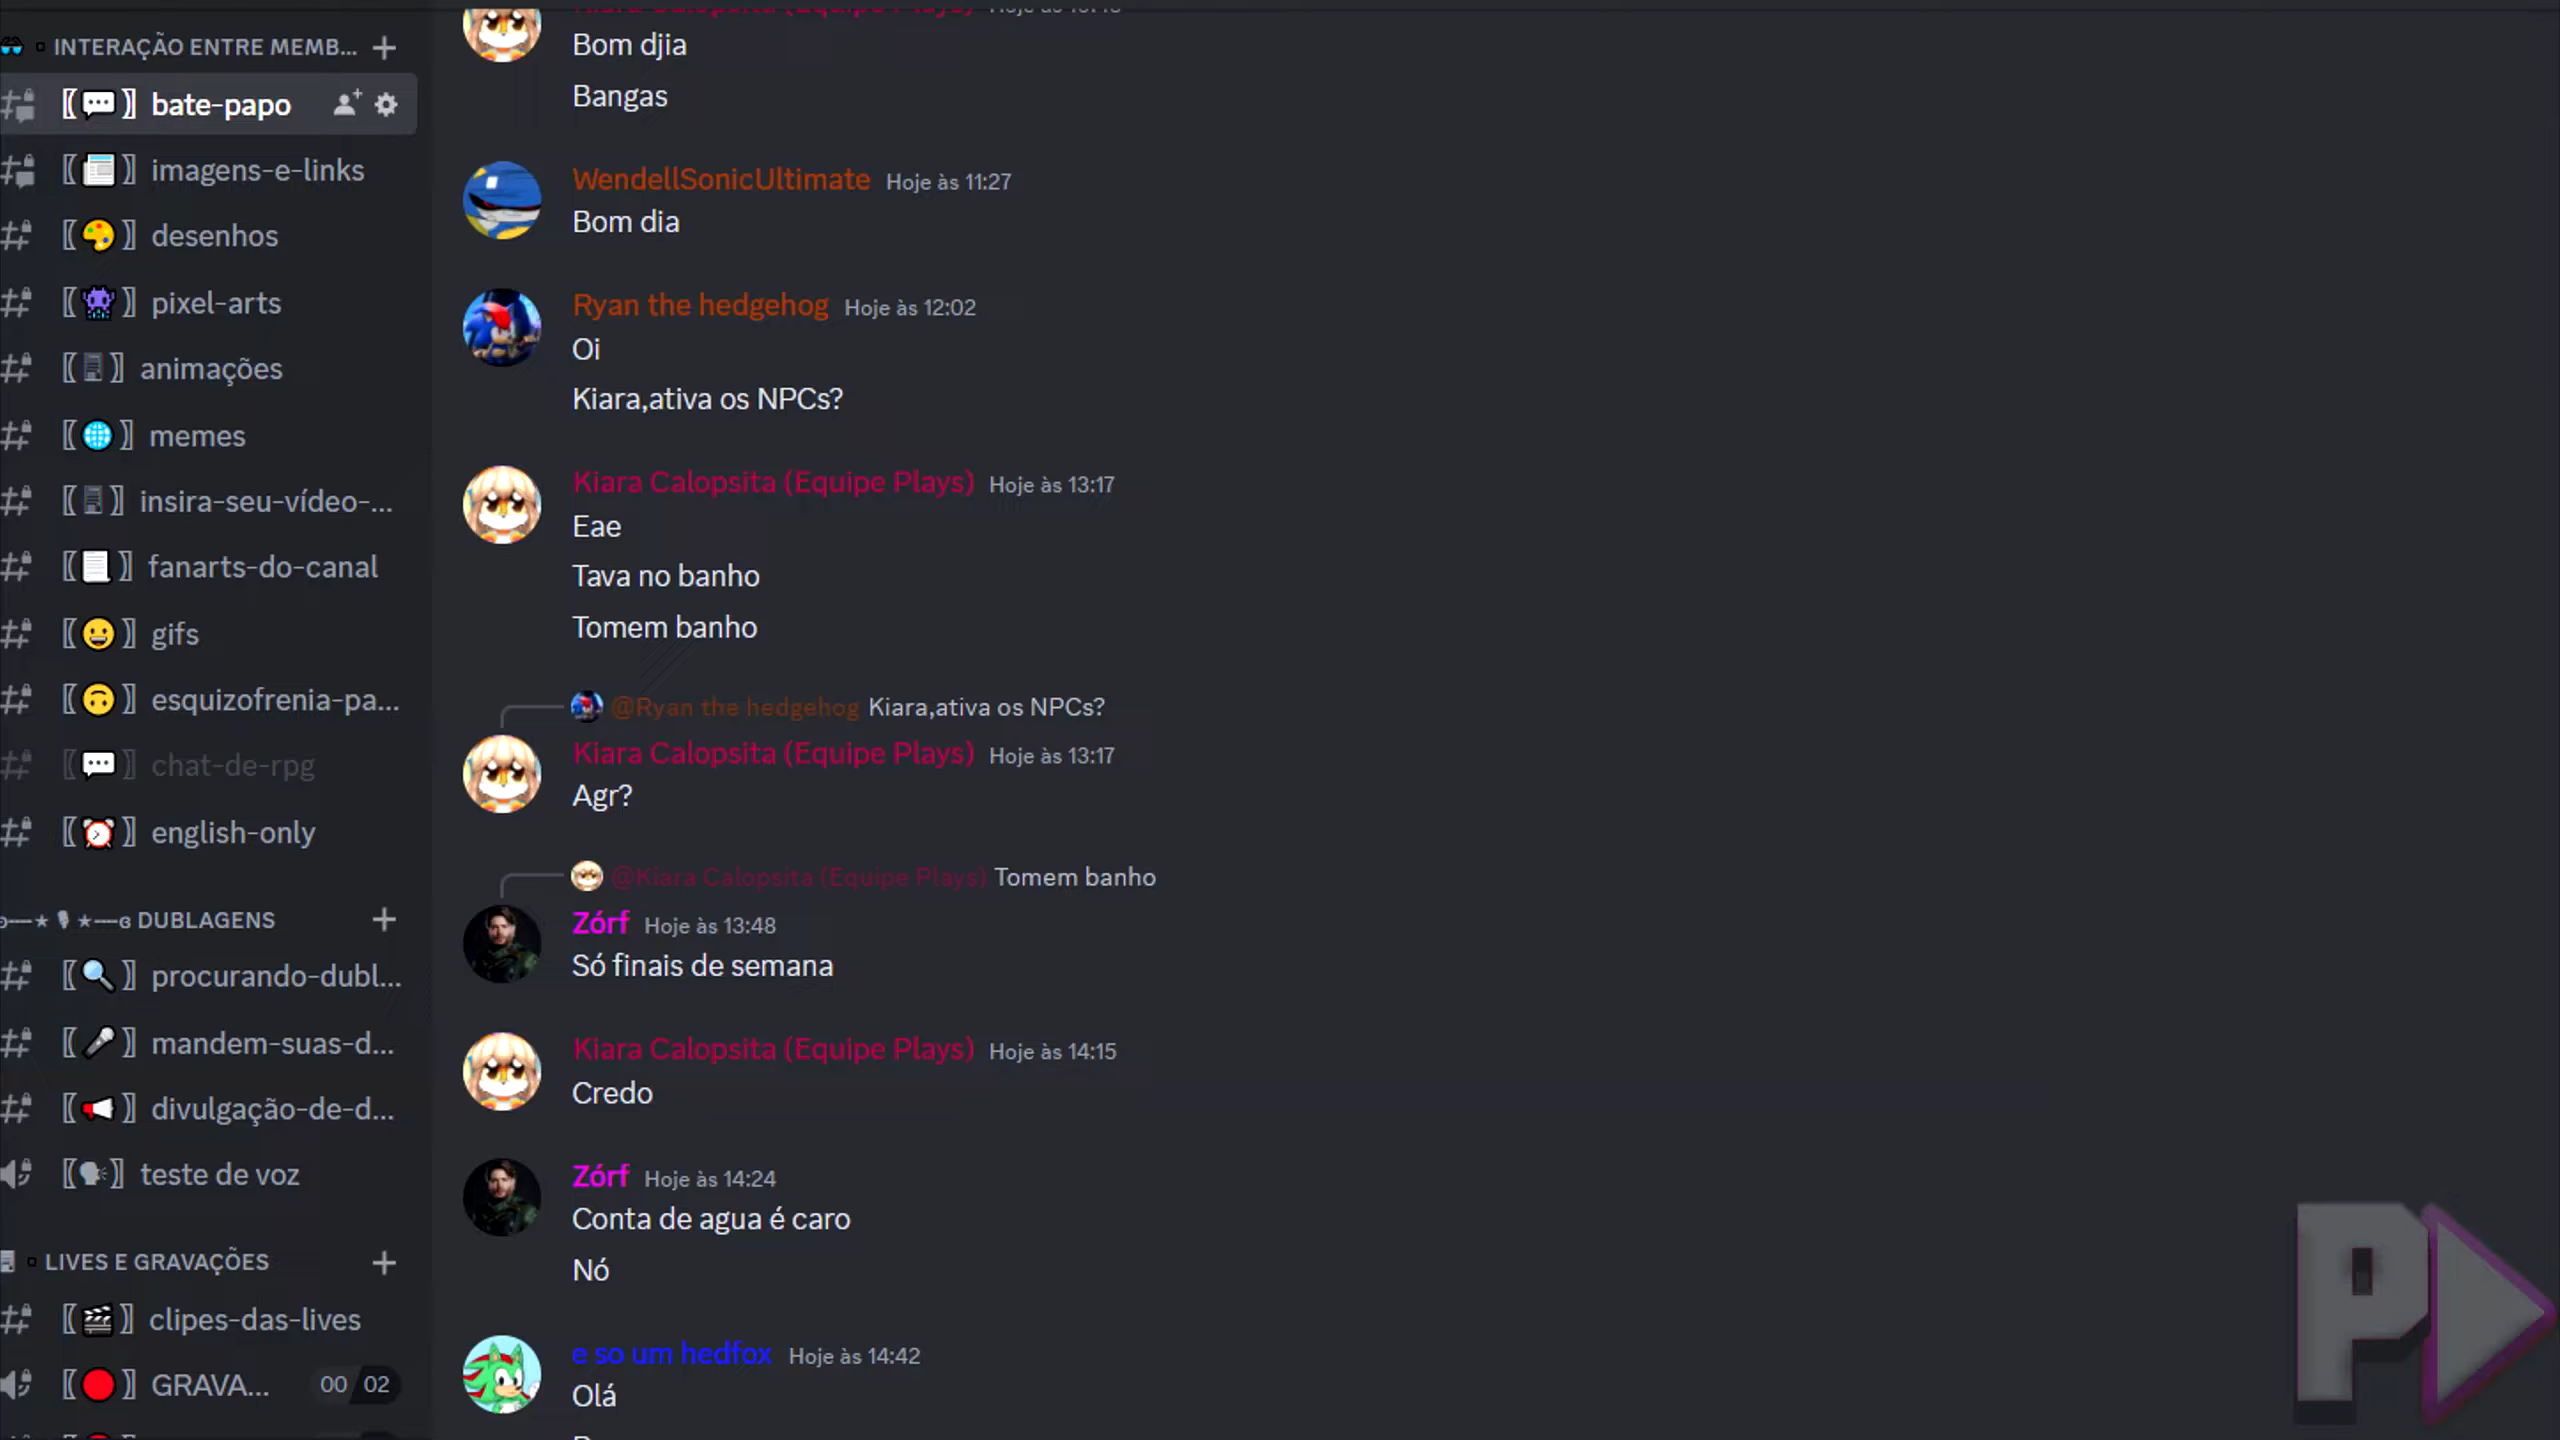 INTERAÇÃO ENTRE MEMB...
bate-papo
imagens-e-links
desenhos
pixel-arts
animações
memes
insira-seu-vídeo-...
fanarts-do-canal
gifs
esquizofrenia-pa...
chat-de-rpg
english-only
DUBLAGENS
procurando-dubl...
mandem-suas-d...
divulgação-de-d...
teste de voz
LIVES E GRAVAÇÕES
clipes-das-lives
GRAVA... 00 02
Kiara Calopsita (Equipe Plays)
Bom djia
Bangas
WendellSonicUltimate Hoje às 11:27
Bom dia
Ryan the hedgehog Hoje às 12:02
Oi
Kiara,ativa os NPCs?
Kiara Calopsita (Equipe Plays) Hoje às 13:17
Eae
Tava no banho
Tomem banho
@Ryan the hedgehog Kiara,ativa os NPCs?
Kiara Calopsita (Equipe Plays) Hoje às 13:17
Agr?
@Kiara Calopsita (Equipe Plays) Tomem banho
Zórf Hoje às 13:48
Só finais de semana
Kiara Calopsita (Equipe Plays) Hoje às 14:15
Credo
Zórf Hoje às 14:24
Conta de agua é caro
Nó
e so um hedfox Hoje às 14:42
Olá
P